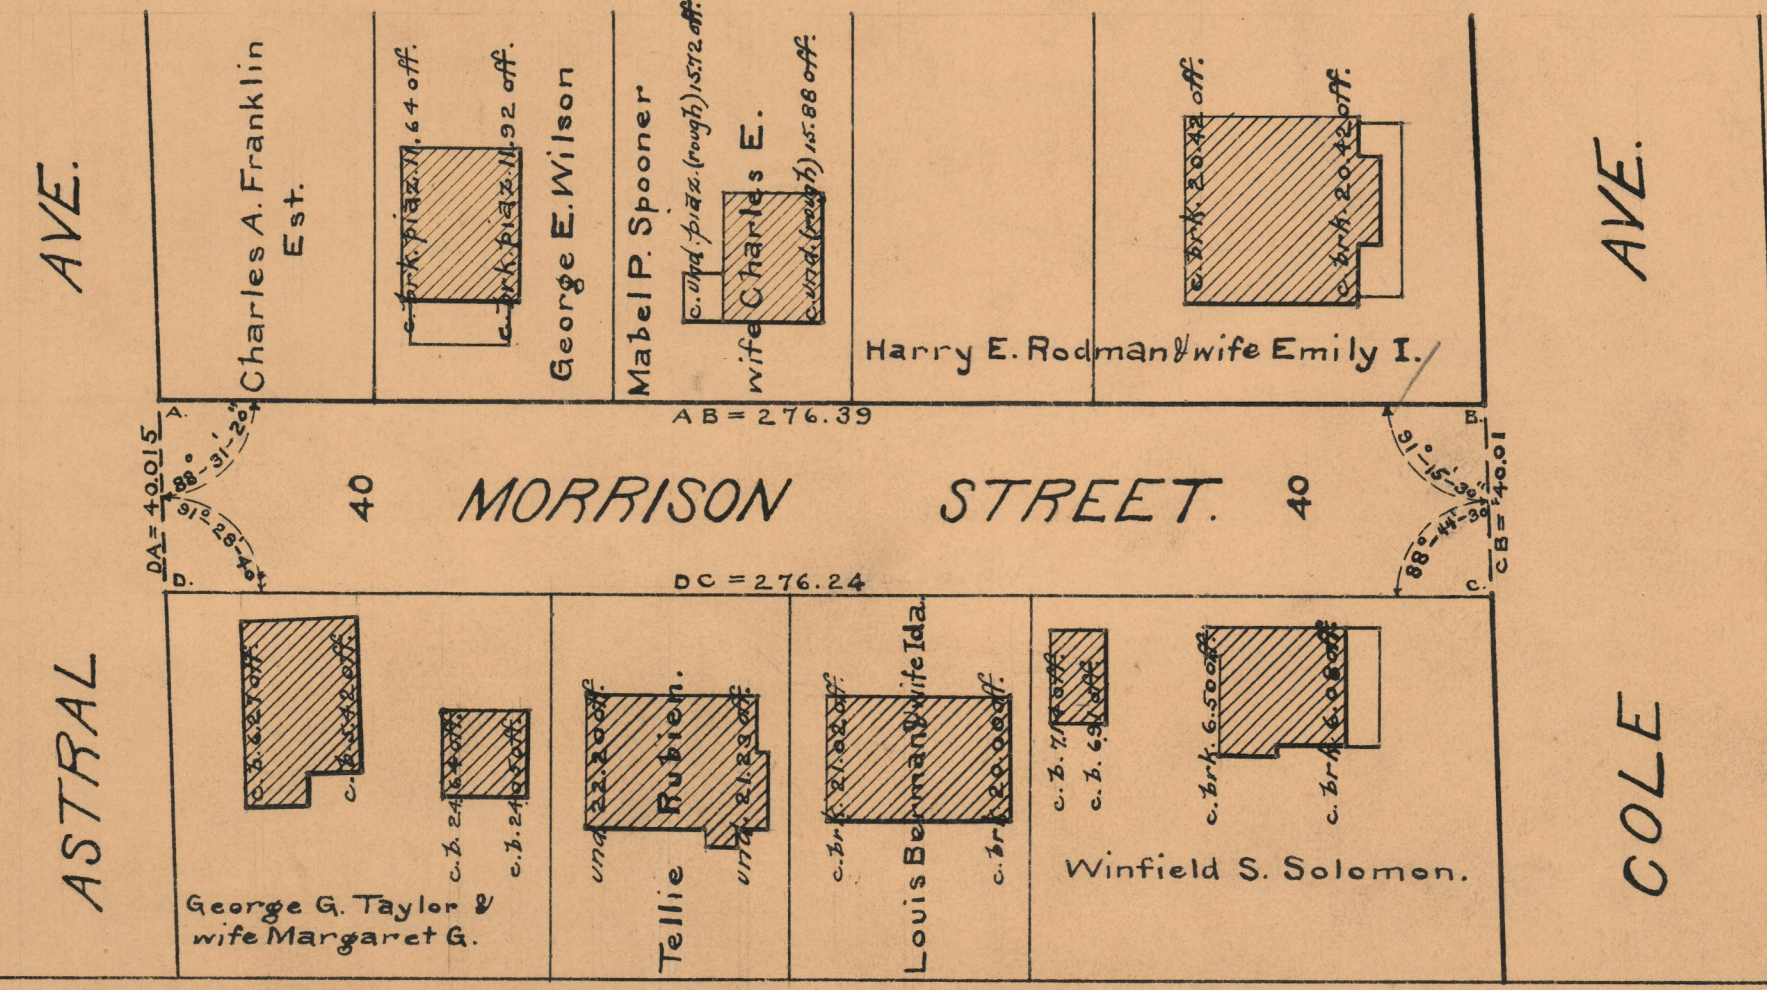 AVE.
Charles A. Franklin
Est.
c. brk. piaz. 11.64 off.
c. brk. piaz. 11.92 off.
George E. Wilson
Mabel P. Spooner
wife Charles E.
c. und. piaz. (rough) 15.72 off.
c. und. (rough) 15.88 off.
c. brk. 20.42 off.
c. brk. 20.42 off.
Harry E. Rodman & wife Emily I.
AVE.
A.
AB = 276.39
B.
88°-31'-20"
91°-15'-30"
DA = 40.015
40
MORRISON STREET.
40
CB = 40.01
91°-28'-40"
88°-44'-30"
D.
DC = 276.24
C.
ASTRAL
c. b. 6.27 off.
c. b. 5.42 off.
c. b. 24.64 off.
c. b. 24.05 off.
George G. Taylor &
wife Margaret G.
und. 22.20 off.
und. 21.23 off.
Tellie Rubien.
c. brk. 21.02 off.
c. brk. 20.00 off.
Louis Berman & wife Ida.
c. b. 7.14 off.
c. b. 6.91 off.
c. brk. 6.50 off.
c. brk. 6.08 off.
Winfield S. Solomon.
COLE